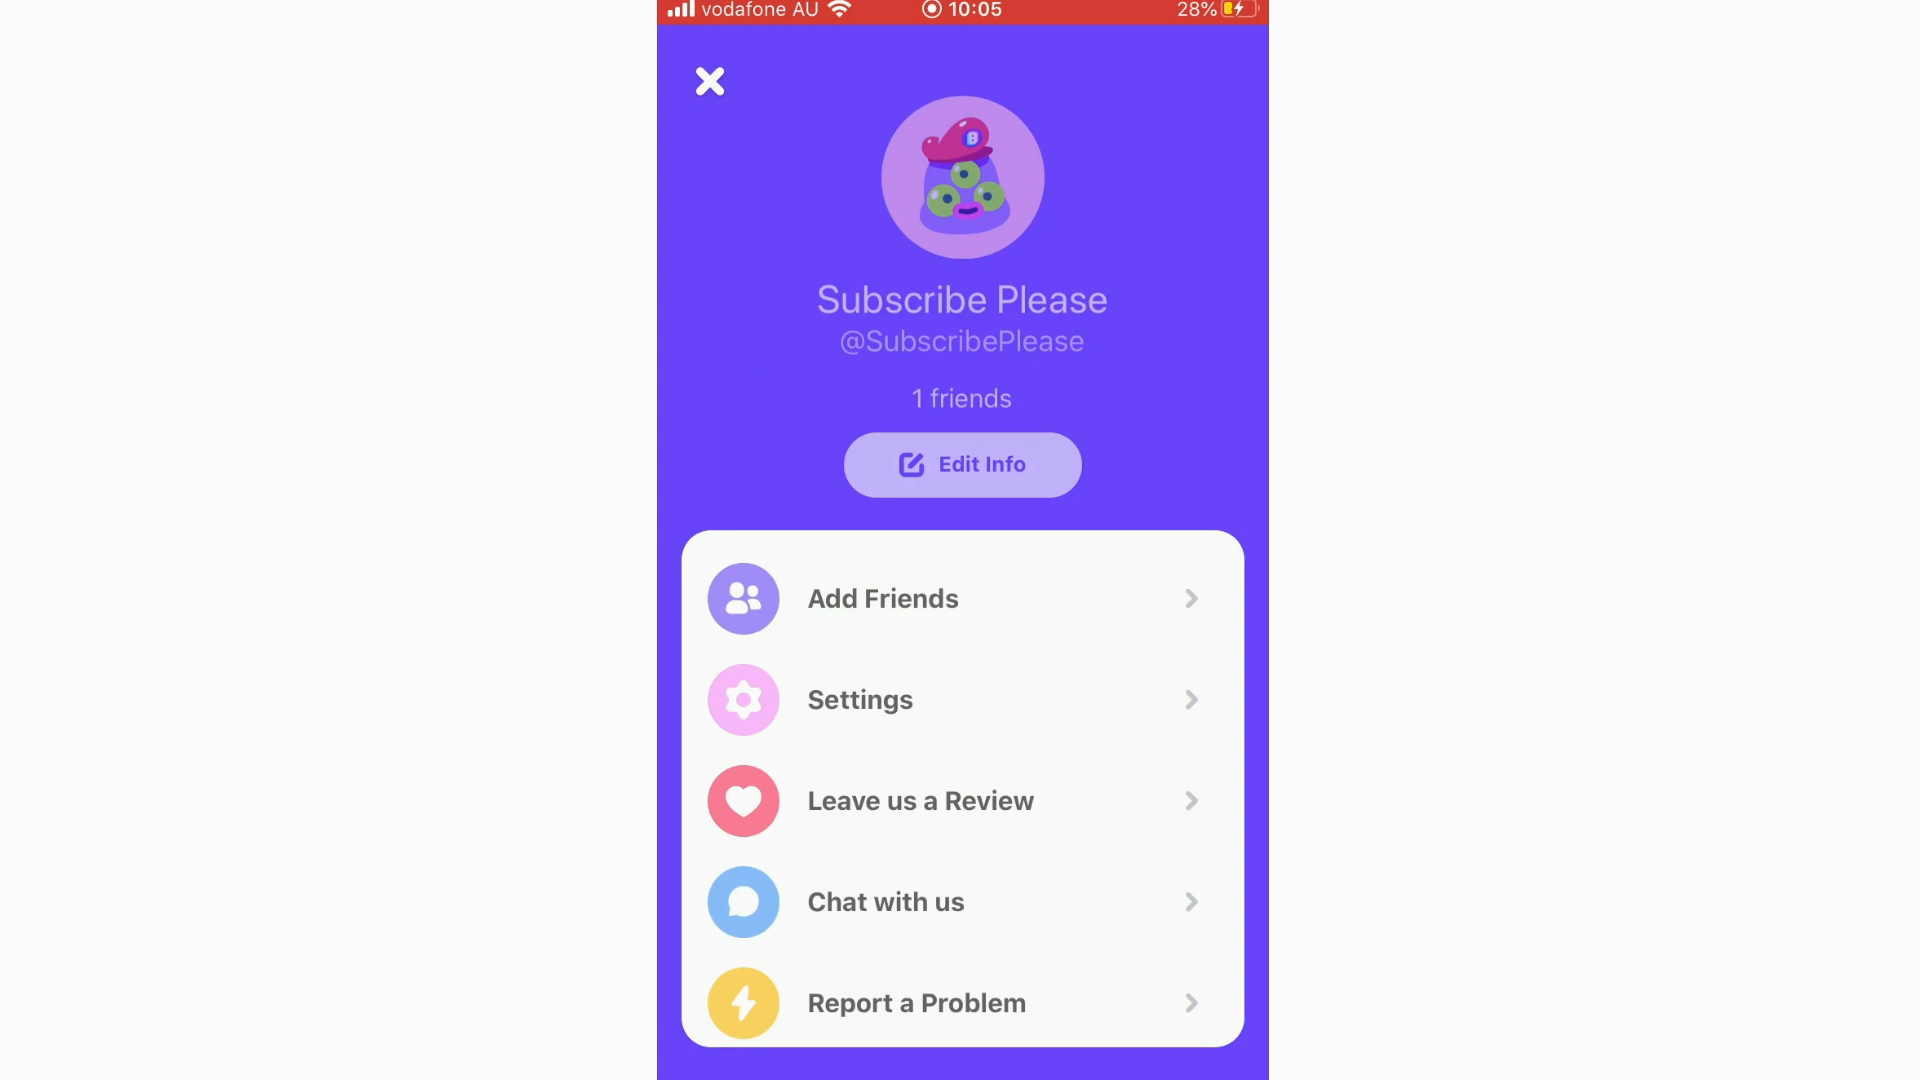 vodafone AU 10:05 28%
B
Subscribe Please
@SubscribePlease
1 friends
Edit Info
Add Friends
Settings
Leave us a Review
Chat with us
Report a Problem